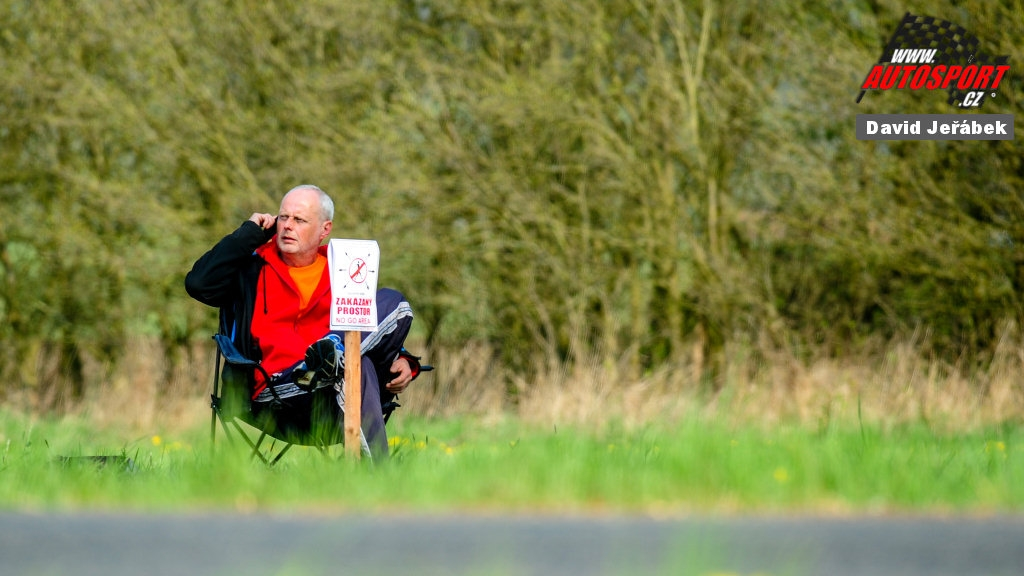 WWW.
AUTOSPORT
.CZ
David Jeřábek
ZAKÁZANÝ
PROSTOR
NO GO AREA